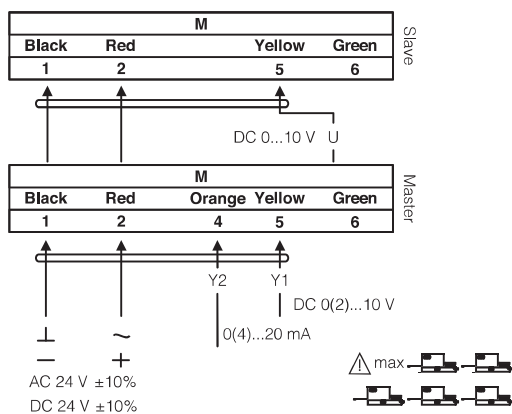 M
Black Red Yellow Green
1 2 5 6
Slave
DC 0...10 V U
M
Black Red Orange Yellow Green
1 2 4 5 6
Master
Y2 Y1
DC 0(2)...10 V
0(4)...20 mA
⊥ ~
− +
AC 24 V ±10%
DC 24 V ±10%
⚠ max